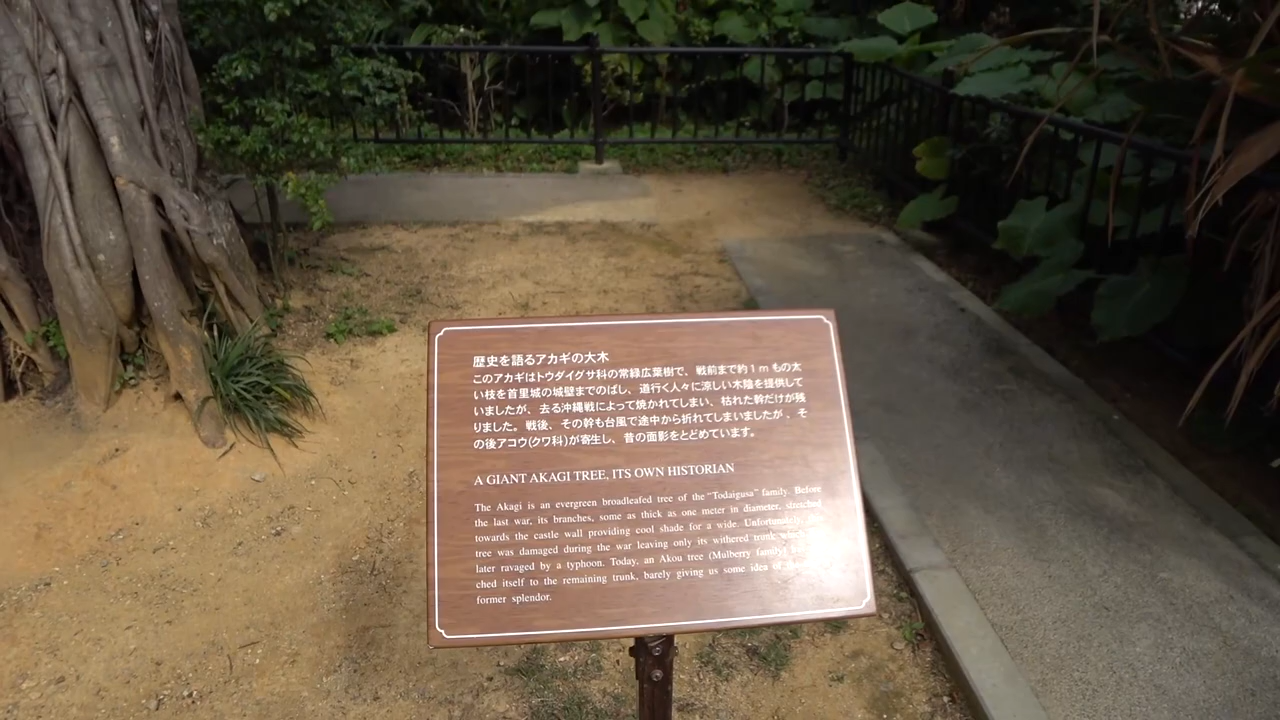 歴史を語るアカギの大木
このアカギはトウダイグサ科の常緑広葉樹で、戦前まで約1mもの太
い枝を首里城の城壁までのばし、道行く人々に涼しい木陰を提供して
いましたが、去る沖縄戦によって焼かれてしまい、枯れた幹だけが残
りました。戦後、その幹も台風で途中から折れてしまいましたが、そ
の後アコウ(クワ科)が寄生し、昔の面影をとどめています。
A GIANT AKAGI TREE, ITS OWN HISTORIAN
The Akagi is an evergreen broadleafed tree of the "Todaigusa" family. Before
the last war, its branches, some as thick as one meter in diameter, stretched
towards the castle wall providing cool shade for a wide. Unfortunately,
tree was damaged during the war leaving only its withered trunk
later ravaged by a typhoon. Today, an Akou tree (Mulberry family)
ched itself to the remaining trunk, barely giving us some idea of
former splendor.